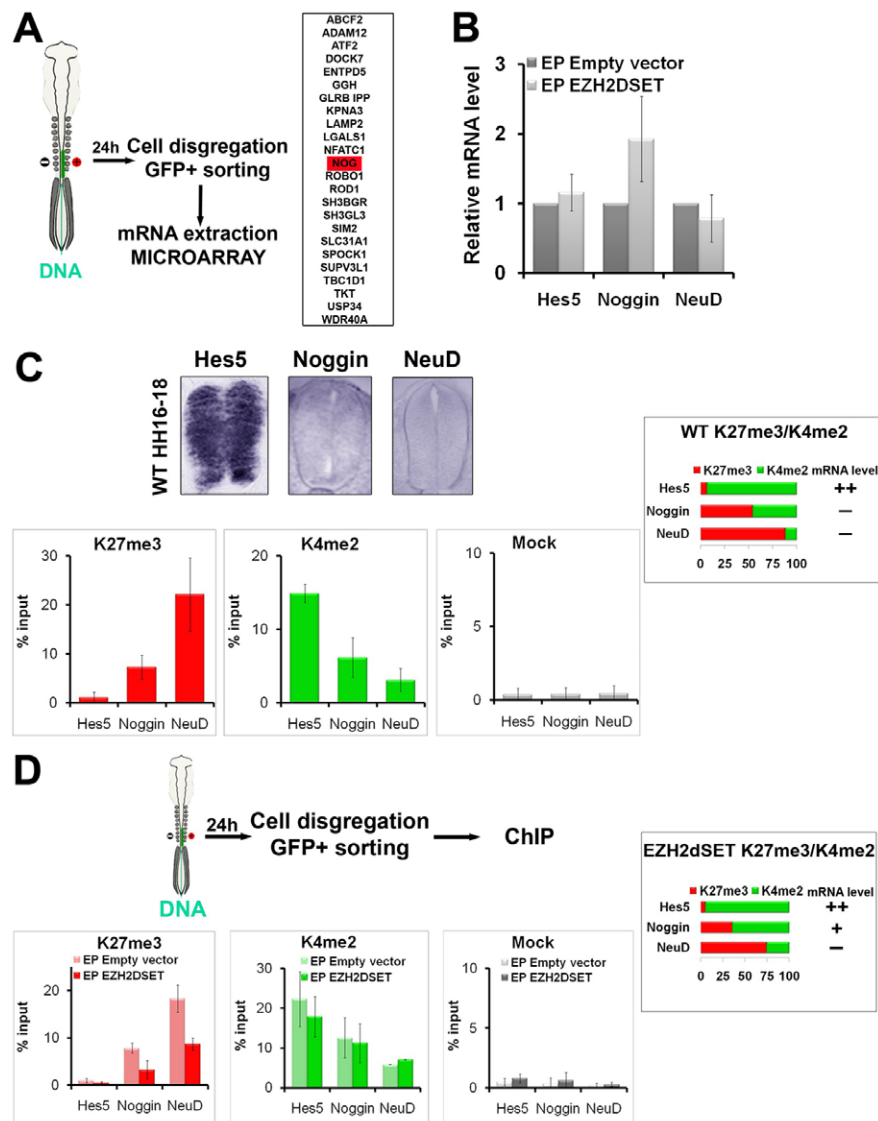 A
24h
Cell disgregation
GFP+ sorting
mRNA extraction
MICROARRAY
DNA
ABCF2
ADAM12
ATF2
DOCK7
ENTPD5
GGH
GLRB IPP
KPNA3
LAMP2
LGALS1
NFATC1
NOG
ROBO1
ROD1
SH3BGR
SH3GL3
SIM2
SLC31A1
SPOCK1
SUPV3L1
TBC1D1
TKT
USP34
WDR40A
B
Relative mRNA level
3
2
1
0
EP Empty vector
EP EZH2DSET
Hes5 Noggin NeuD
C
WT HH16-18
Hes5 Noggin NeuD
WT K27me3/K4me2
K27me3 K4me2 mRNA level
Hes5 ++
Noggin −
NeuD −
0 25 50 75 100
K27me3
% input
30
20
10
0
Hes5 Noggin NeuD
K4me2
% input
20
10
0
Hes5 Noggin NeuD
Mock
% input
10
5
0
Hes5 Noggin NeuD
D
24h
Cell disgregation
GFP+ sorting
ChIP
DNA
EZH2dSET K27me3/K4me2
K27me3 K4me2 mRNA level
Hes5 ++
Noggin +
NeuD −
0 25 50 75 100
K27me3
EP Empty vector
EP EZH2DSET
% input
20
10
0
Hes5 Noggin NeuD
K4me2
EP Empty vector
EP EZH2DSET
% input
30
20
10
0
Hes5 Noggin NeuD
Mock
EP Empty vector
EP EZH2DSET
% input
20
10
0
Hes5 Noggin NeuD